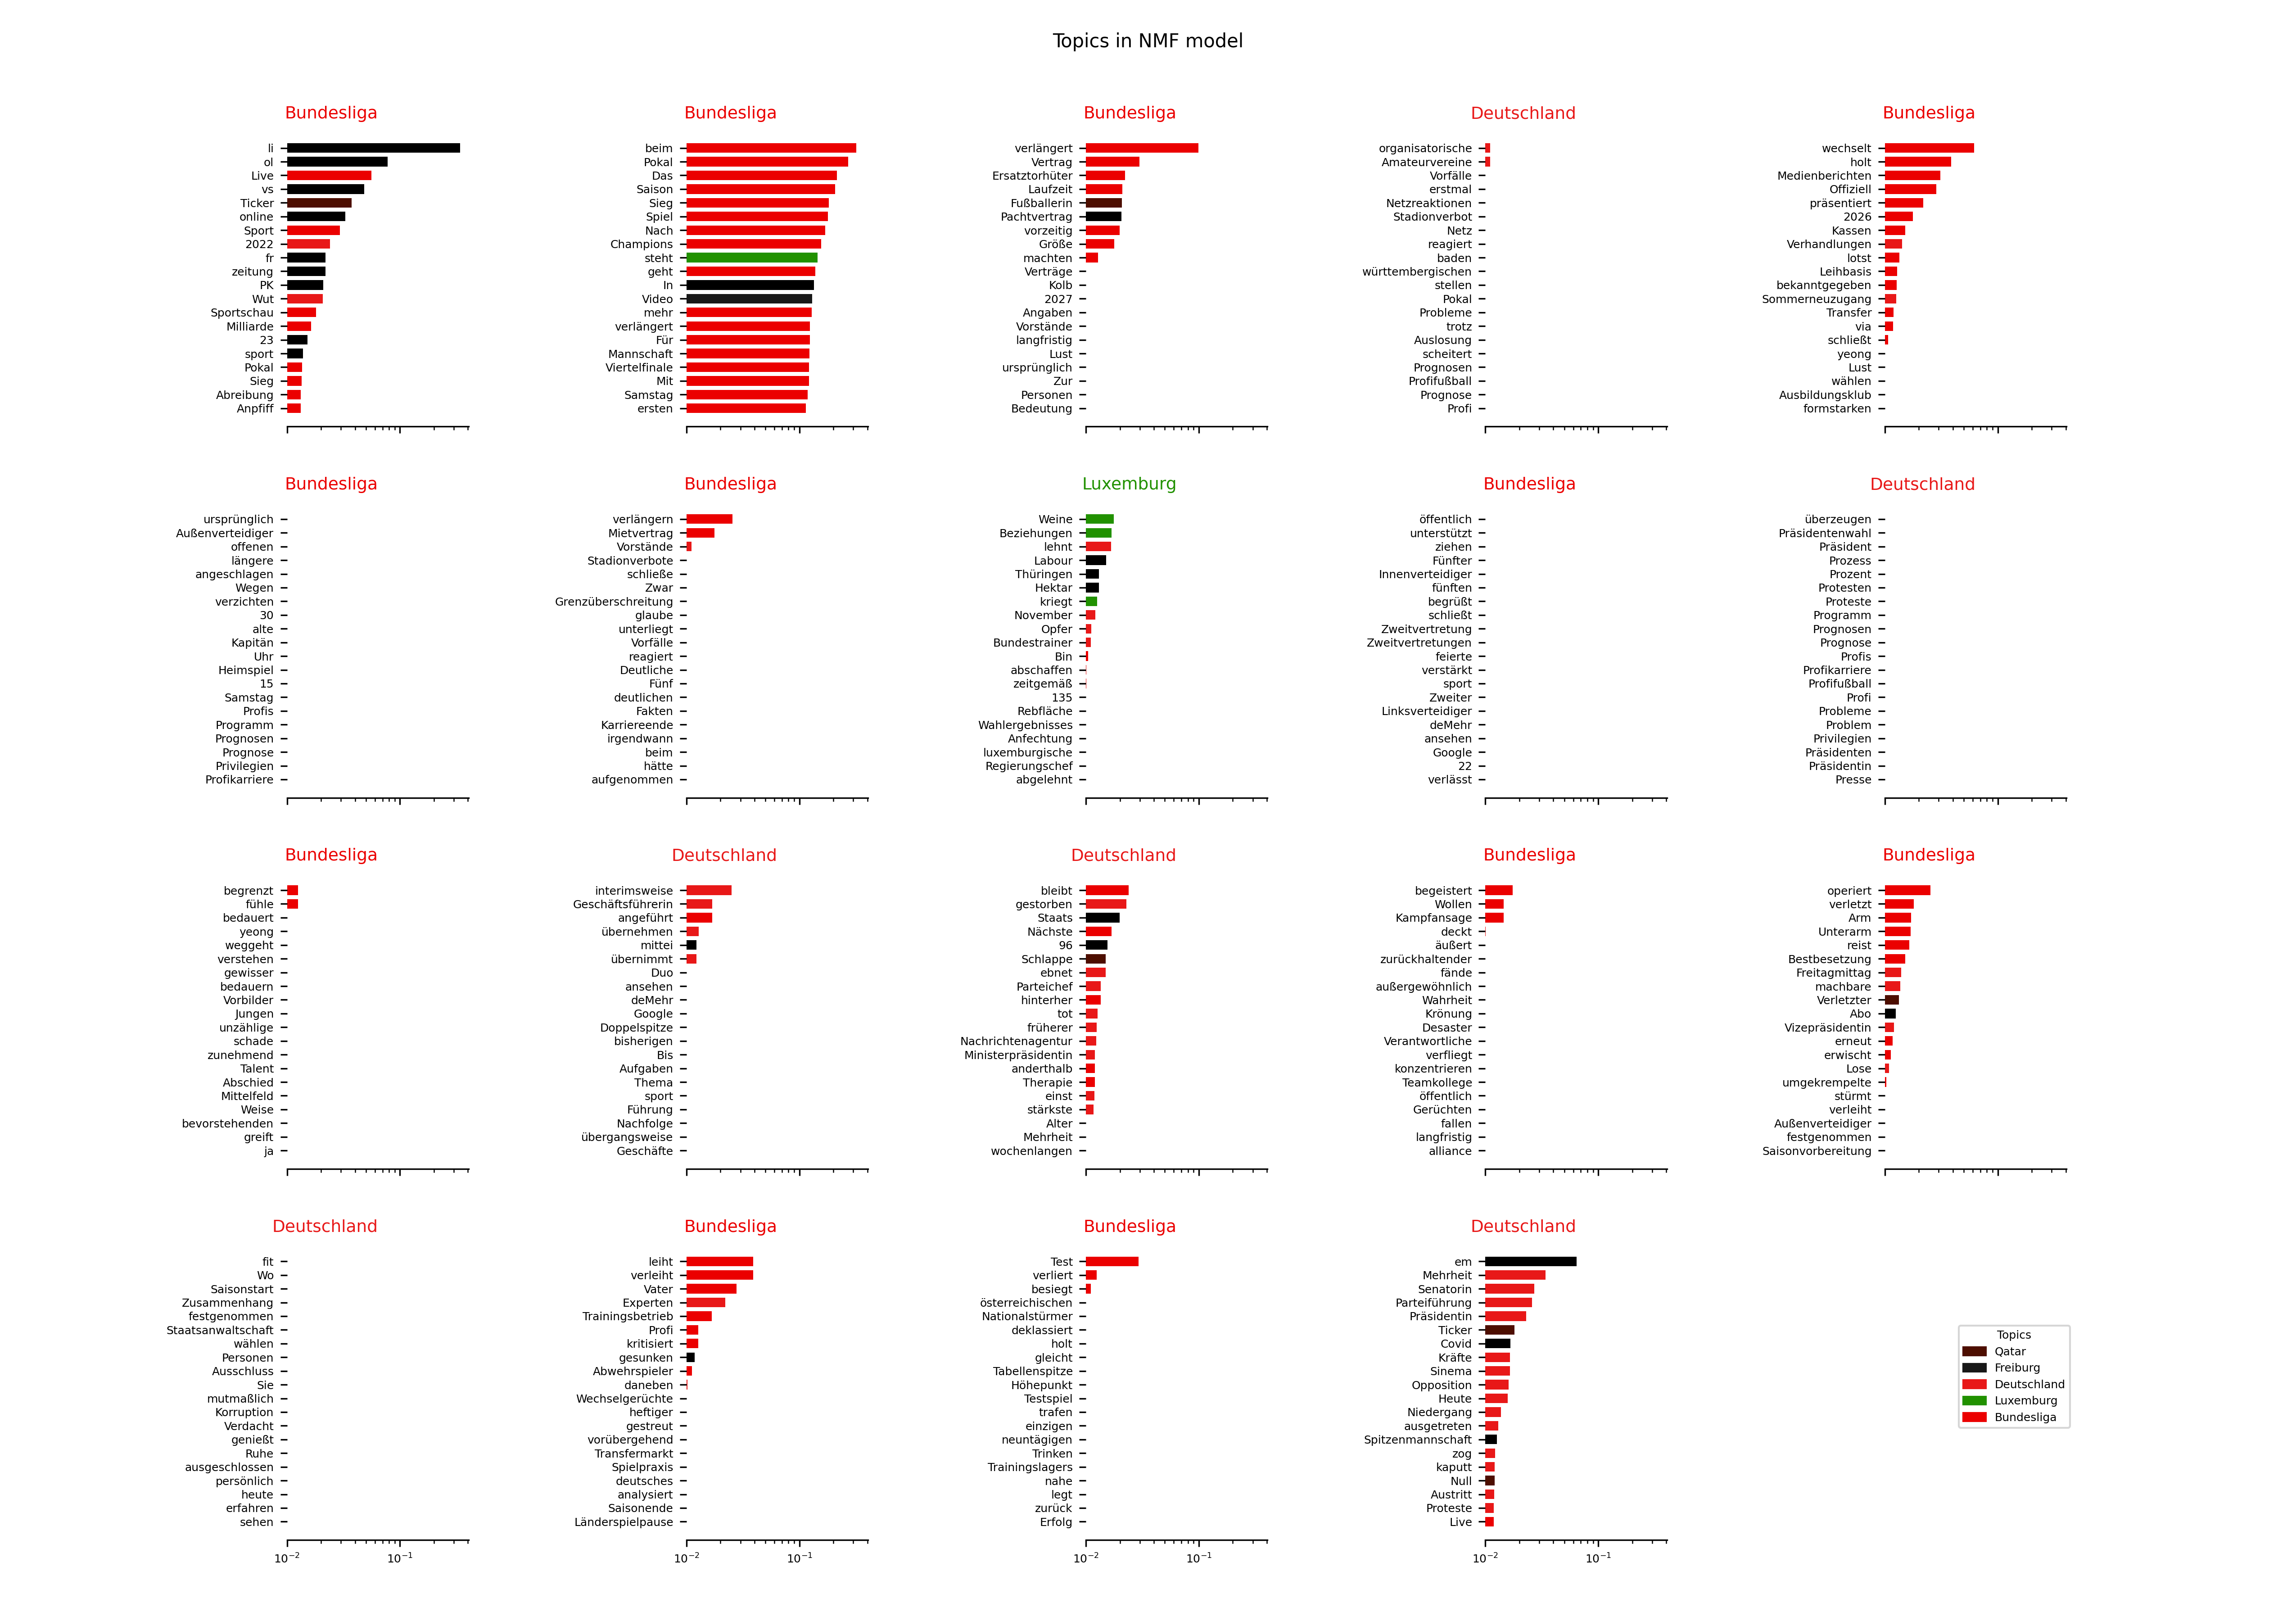 Topics in NMF model
Bundesliga
li
ol
Live
vs
Ticker
online
Sport
2022
fr
zeitung
PK
Wut
Sportschau
Milliarde
23
sport
Pokal
Sieg
Abreibung
Anpfiff
Bundesliga
beim
Pokal
Das
Saison
Sieg
Spiel
Nach
Champions
steht
geht
In
Video
mehr
verlängert
Für
Mannschaft
Viertelfinale
Mit
Samstag
ersten
Bundesliga
verlängert
Vertrag
Ersatztorhüter
Laufzeit
Fußballerin
Pachtvertrag
vorzeitig
Größe
machten
Verträge
Kolb
2027
Angaben
Vorstände
langfristig
Lust
ursprünglich
Zur
Personen
Bedeutung
Deutschland
organisatorische
Amateurvereine
Vorfälle
erstmal
Netzreaktionen
Stadionverbot
Netz
reagiert
baden
württembergischen
stellen
Pokal
Probleme
trotz
Auslosung
scheitert
Prognosen
Profifußball
Prognose
Profi
Bundesliga
wechselt
holt
Medienberichten
Offiziell
präsentiert
2026
Kassen
Verhandlungen
lotst
Leihbasis
bekanntgegeben
Sommerneuzugang
Transfer
via
schließt
yeong
Lust
wählen
Ausbildungsklub
formstarken
Bundesliga
ursprünglich
Außenverteidiger
offenen
längere
angeschlagen
Wegen
verzichten
30
alte
Kapitän
Uhr
Heimspiel
15
Samstag
Profis
Programm
Prognosen
Prognose
Privilegien
Profikarriere
Bundesliga
verlängern
Mietvertrag
Vorstände
Stadionverbote
schließe
Zwar
Grenzüberschreitung
glaube
unterliegt
Vorfälle
reagiert
Deutliche
Fünf
deutlichen
Fakten
Karriereende
irgendwann
beim
hätte
aufgenommen
Luxemburg
Weine
Beziehungen
lehnt
Labour
Thüringen
Hektar
kriegt
November
Opfer
Bundestrainer
Bin
abschaffen
zeitgemäß
135
Rebfläche
Wahlergebnisses
Anfechtung
luxemburgische
Regierungschef
abgelehnt
Bundesliga
öffentlich
unterstützt
ziehen
Fünfter
Innenverteidiger
fünften
begrüßt
schließt
Zweitvertretung
Zweitvertretungen
feierte
verstärkt
sport
Zweiter
Linksverteidiger
deMehr
ansehen
Google
22
verlässt
Deutschland
überzeugen
Präsidentenwahl
Präsident
Prozess
Prozent
Protesten
Proteste
Programm
Prognosen
Prognose
Profis
Profikarriere
Profifußball
Profi
Probleme
Problem
Privilegien
Präsidenten
Präsidentin
Presse
Bundesliga
begrenzt
fühle
bedauert
yeong
weggeht
verstehen
gewisser
bedauern
Vorbilder
Jungen
unzählige
schade
zunehmend
Talent
Abschied
Mittelfeld
Weise
bevorstehenden
greift
ja
Deutschland
interimsweise
Geschäftsführerin
angeführt
übernehmen
mittei
übernimmt
Duo
ansehen
deMehr
Google
Doppelspitze
bisherigen
Bis
Aufgaben
Thema
sport
Führung
Nachfolge
übergangsweise
Geschäfte
Deutschland
bleibt
gestorben
Staats
Nächste
96
Schlappe
ebnet
Parteichef
hinterher
tot
früherer
Nachrichtenagentur
Ministerpräsidentin
anderthalb
Therapie
einst
stärkste
Alter
Mehrheit
wochenlangen
Bundesliga
begeistert
Wollen
Kampfansage
deckt
äußert
zurückhaltender
fände
außergewöhnlich
Wahrheit
Krönung
Desaster
Verantwortliche
verfliegt
konzentrieren
Teamkollege
öffentlich
Gerüchten
fallen
langfristig
alliance
Bundesliga
operiert
verletzt
Arm
Unterarm
reist
Bestbesetzung
Freitagmittag
machbare
Verletzter
Abo
Vizepräsidentin
erneut
erwischt
Lose
umgekrempelte
stürmt
verleiht
Außenverteidiger
festgenommen
Saisonvorbereitung
Deutschland
fit
Wo
Saisonstart
Zusammenhang
festgenommen
Staatsanwaltschaft
wählen
Personen
Ausschluss
Sie
mutmaßlich
Korruption
Verdacht
genießt
Ruhe
ausgeschlossen
persönlich
heute
erfahren
sehen
10⁻² 10⁻¹
Bundesliga
leiht
verleiht
Vater
Experten
Trainingsbetrieb
Profi
kritisiert
gesunken
Abwehrspieler
daneben
Wechselgerüchte
heftiger
gestreut
vorübergehend
Transfermarkt
Spielpraxis
deutsches
analysiert
Saisonende
Länderspielpause
10⁻² 10⁻¹
Bundesliga
Test
verliert
besiegt
österreichischen
Nationalstürmer
deklassiert
holt
gleicht
Tabellenspitze
Höhepunkt
Testspiel
trafen
einzigen
neuntägigen
Trinken
Trainingslagers
nahe
legt
zurück
Erfolg
10⁻² 10⁻¹
Deutschland
em
Mehrheit
Senatorin
Parteiführung
Präsidentin
Ticker
Covid
Kräfte
Sinema
Opposition
Heute
Niedergang
ausgetreten
Spitzenmannschaft
zog
kaputt
Null
Austritt
Proteste
Live
10⁻² 10⁻¹
Topics
Qatar
Freiburg
Deutschland
Luxemburg
Bundesliga